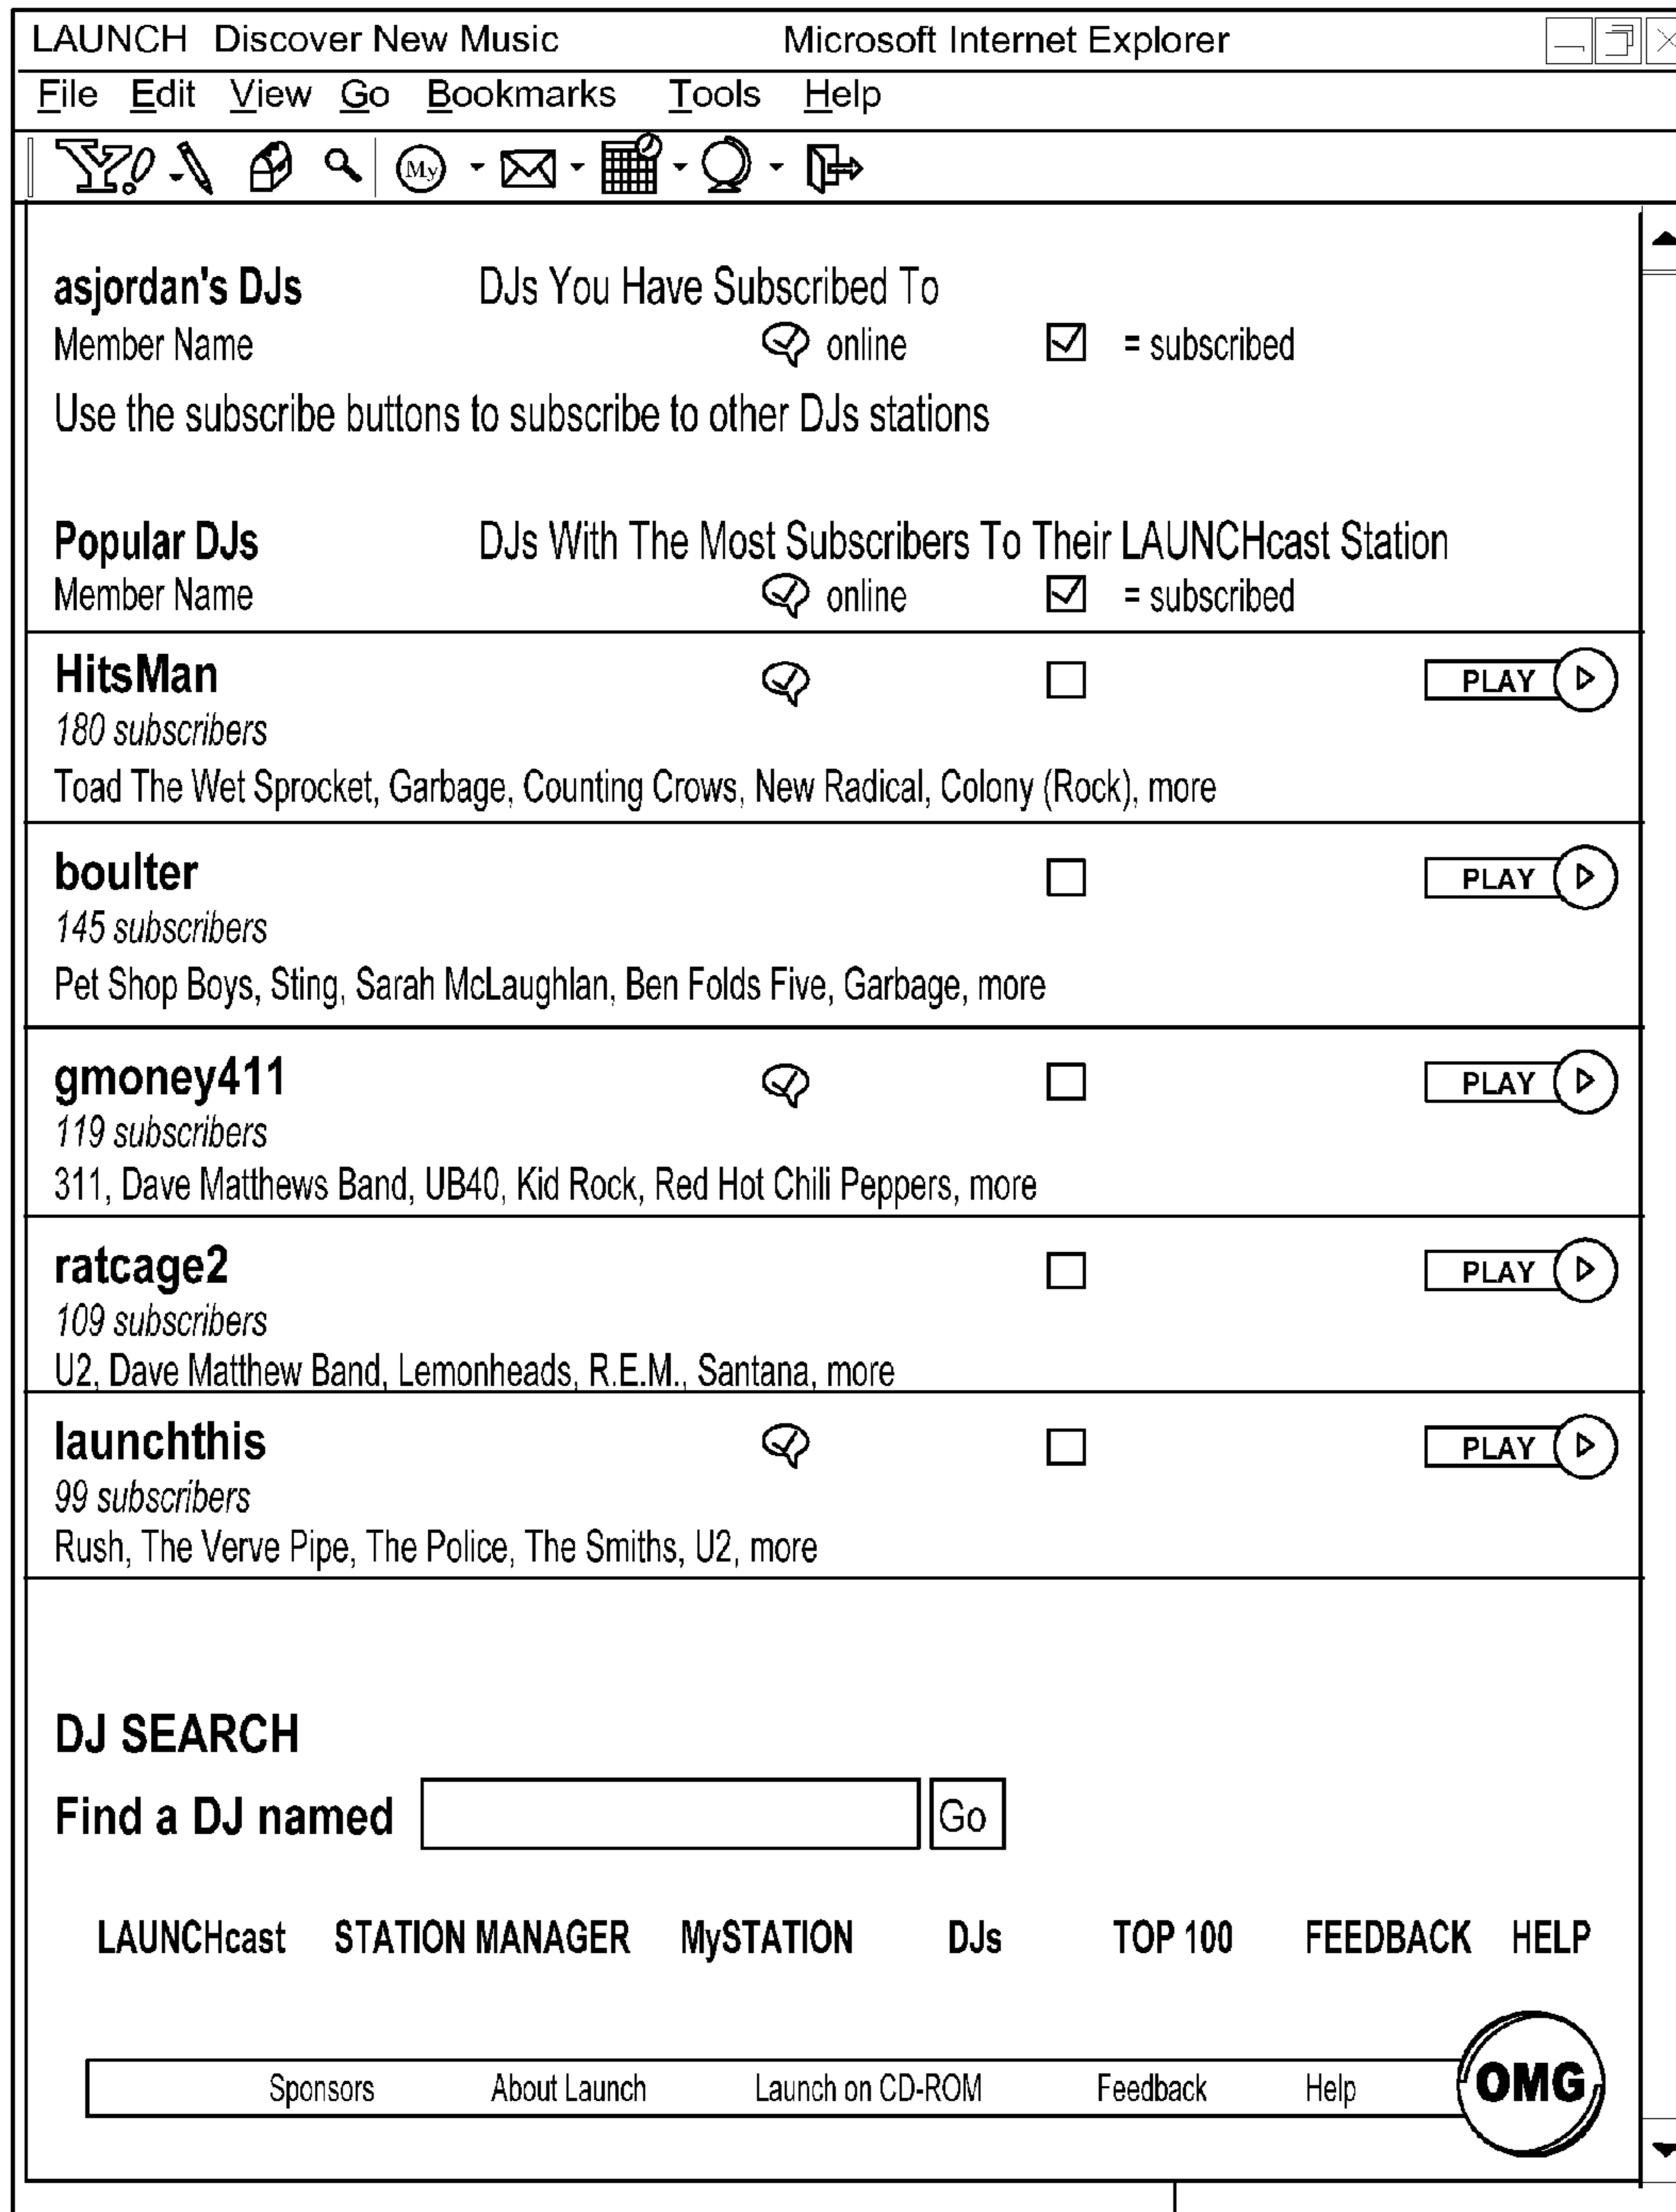 LAUNCH Discover New Music Microsoft Internet Explorer
File Edit View Go Bookmarks Tools Help
Y! My
asjordan's DJs DJs You Have Subscribed To
Member Name online = subscribed
Use the subscribe buttons to subscribe to other DJs stations
Popular DJs DJs With The Most Subscribers To Their LAUNCHcast Station
Member Name online = subscribed
HitsMan PLAY
180 subscribers
Toad The Wet Sprocket, Garbage, Counting Crows, New Radical, Colony (Rock), more
boulter PLAY
145 subscribers
Pet Shop Boys, Sting, Sarah McLaughlan, Ben Folds Five, Garbage, more
gmoney411 PLAY
119 subscribers
311, Dave Matthews Band, UB40, Kid Rock, Red Hot Chili Peppers, more
ratcage2 PLAY
109 subscribers
U2, Dave Matthew Band, Lemonheads, R.E.M., Santana, more
launchthis PLAY
99 subscribers
Rush, The Verve Pipe, The Police, The Smiths, U2, more
DJ SEARCH
Find a DJ named Go
LAUNCHcast STATION MANAGER MySTATION DJs TOP 100 FEEDBACK HELP
Sponsors About Launch Launch on CD-ROM Feedback Help OMG